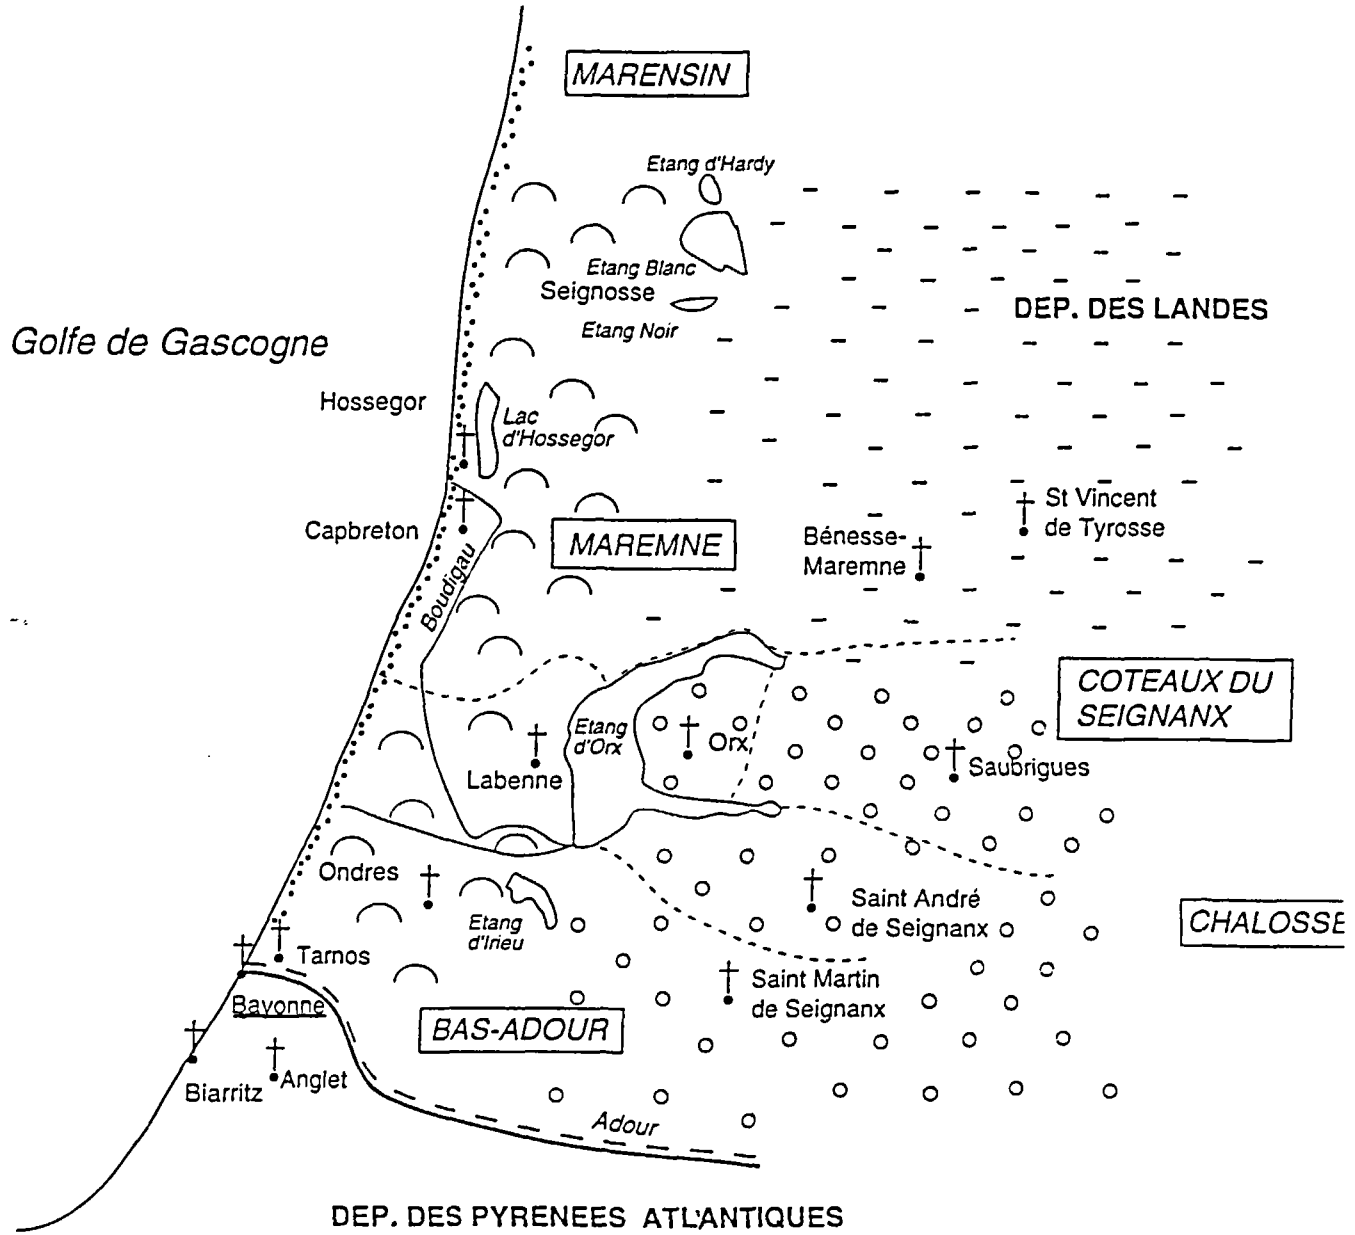 MARENSIN
Etang d'Hardy
Etang Blanc
Seignosse
Etang Noir
DEP. DES LANDES
Golfe de Gascogne
Hossegor
Lac
d'Hossegor
Capbreton
MAREMNE
St Vincent
de Tyrosse
Bénesse-
Maremne
Boudigau
COTEAUX DU
SEIGNANX
Etang
d'Orx
Orx
Labenne
Saubrigues
Ondres
Etang
d'Irieu
Saint André
de Seignanx
CHALOSSE
Tarnos
Saint Martin
de Seignanx
Bayonne
BAS-ADOUR
Biarritz
Anglet
Adour
DEP. DES PYRENEES ATL'ANTIQUES